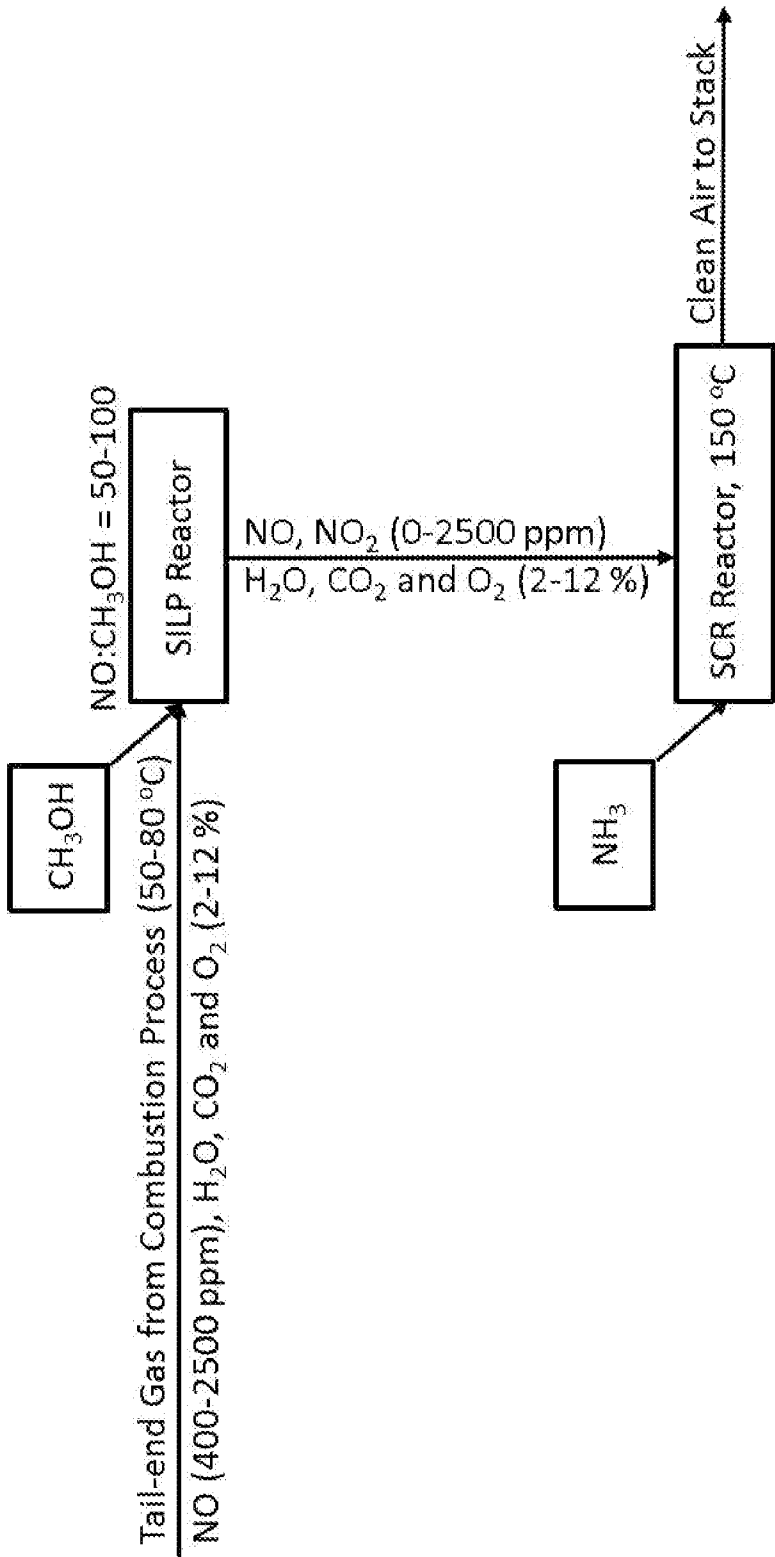 CH₃OH
NO:CH₃OH = 50-100
Tail-end Gas from Combustion Process (50-80 °C)
NO (400-2500 ppm), H₂O, CO₂ and O₂ (2-12 %)
SILP Reactor
NO, NO₂ (0-2500 ppm)
H₂O, CO₂ and O₂ (2-12 %)
NH₃
SCR Reactor, 150 °C
Clean Air to Stack